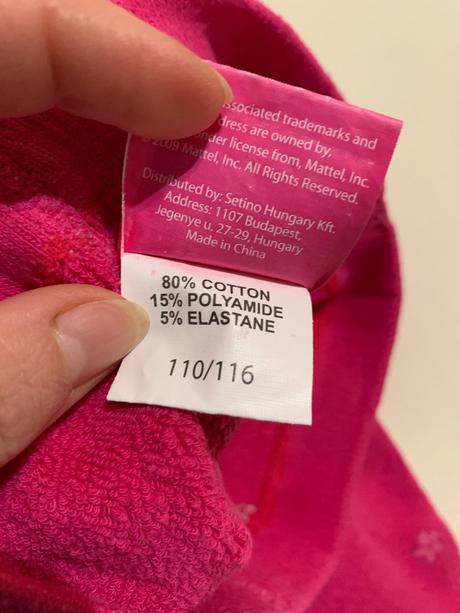 ssociated trademarks and
dress are owned by,
under license from, Mattel, Inc.
© 2009 Mattel, Inc. All Rights Reserved.
Distributed by: Setino Hungary Kft.
Address: 1107 Budapest,
Jegenye u. 27-29, Hungary
Made in China
80% COTTON
15% POLYAMIDE
5% ELASTANE
110/116